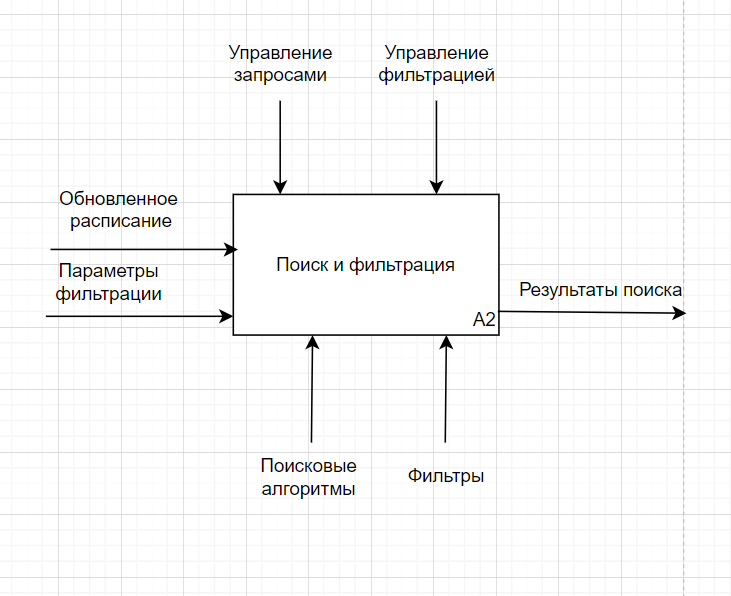 Управление
запросами
Управление
фильтрацией
Обновленное
расписание
Параметры
фильтрации
Поиск и фильтрация
A2
Результаты поиска
Поисковые
алгоритмы
Фильтры